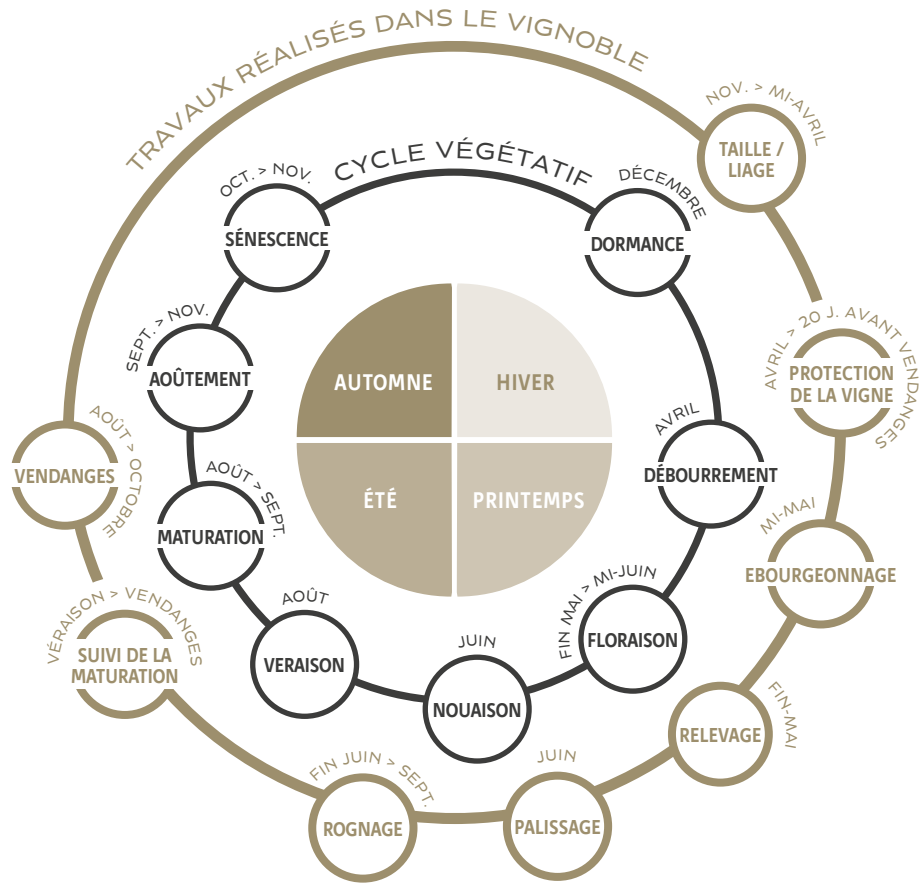 TRAVAUX RÉALISÉS DANS LE VIGNOBLE
NOV. > MI-AVRIL
TAILLE /
LIAGE
AVRIL > 20 J. AVANT VENDANGES
PROTECTION
DE LA VIGNE
MI-MAI
EBOURGEONNAGE
FIN-MAI
RELEVAGE
JUIN
PALISSAGE
FIN JUIN > SEPT.
ROGNAGE
VÉRAISON > VENDANGES
SUIVI DE LA
MATURATION
AOÛT > OCTOBRE
VENDANGES
CYCLE VÉGÉTATIF
DÉCEMBRE
DORMANCE
AVRIL
DÉBOURREMENT
FIN MAI > MI-JUIN
FLORAISON
JUIN
NOUAISON
AOÛT
VERAISON
AOÛT > SEPT.
MATURATION
SEPT. > NOV.
AOÛTEMENT
OCT. > NOV.
SÉNESCENCE
AUTOMNE
HIVER
ÉTÉ
PRINTEMPS